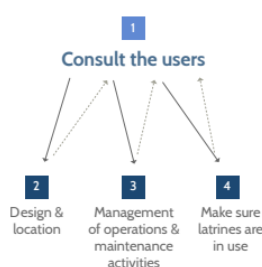 1
Consult the users
2
Design &
location
3
Management
of operations &
maintenance
activities
4
Make sure
latrines are
in use